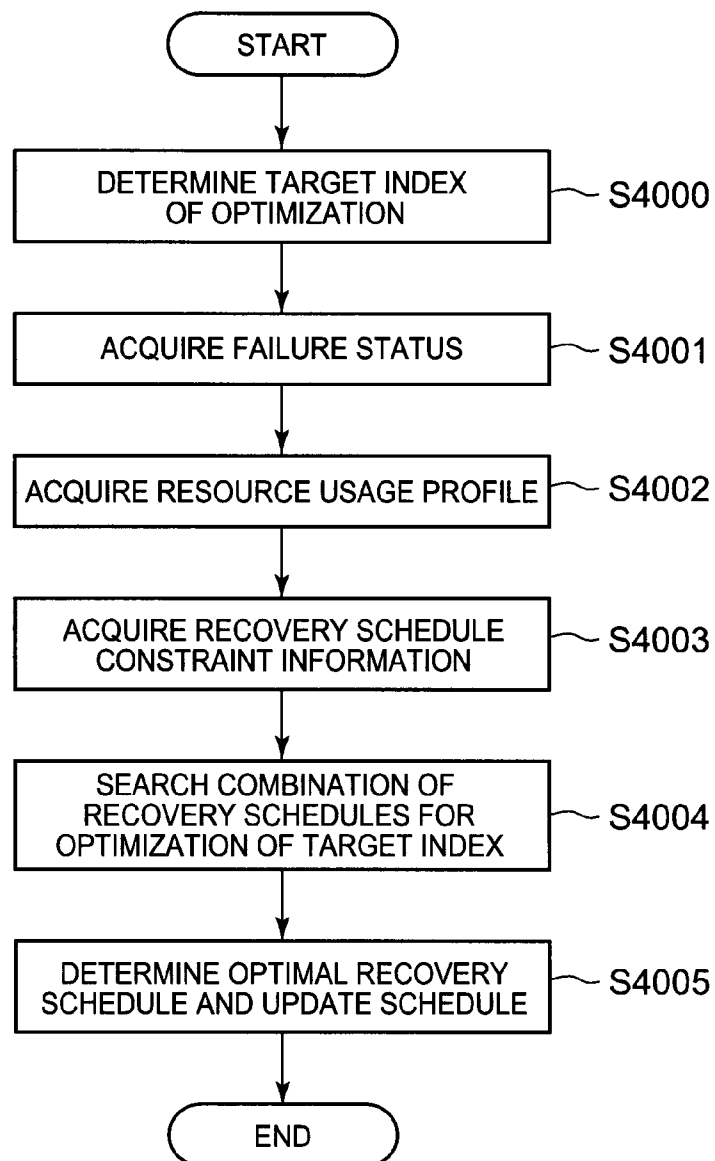 START
DETERMINE TARGET INDEX
OF OPTIMIZATION
S4000
ACQUIRE FAILURE STATUS
S4001
ACQUIRE RESOURCE USAGE PROFILE
S4002
ACQUIRE RECOVERY SCHEDULE
CONSTRAINT INFORMATION
S4003
SEARCH COMBINATION OF
RECOVERY SCHEDULES FOR
OPTIMIZATION OF TARGET INDEX
S4004
DETERMINE OPTIMAL RECOVERY
SCHEDULE AND UPDATE SCHEDULE
S4005
END